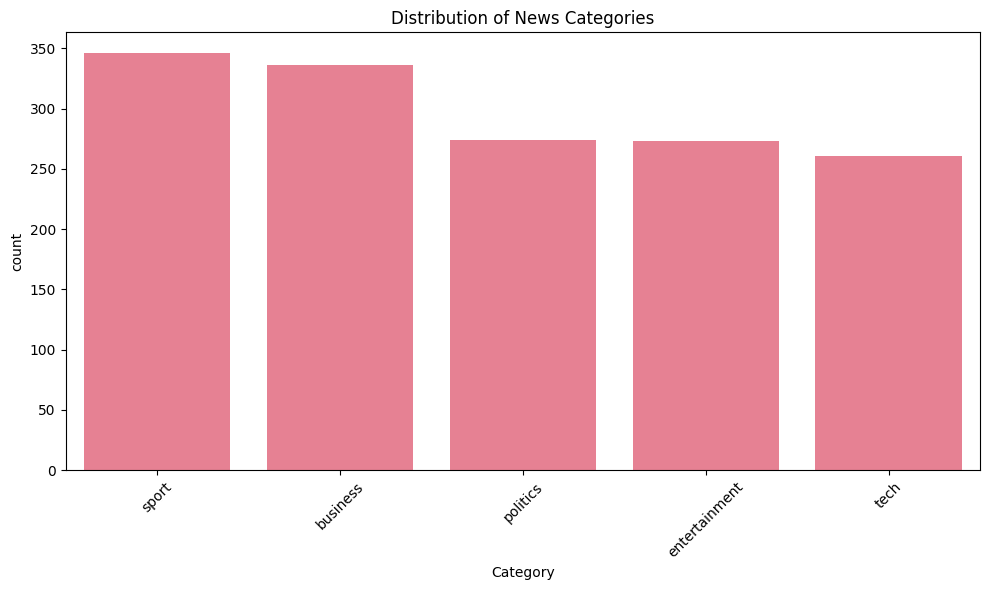 Distribution of News Categories
350
300
250
200
150
100
50
0
count
sport
business
politics
entertainment
tech
Category